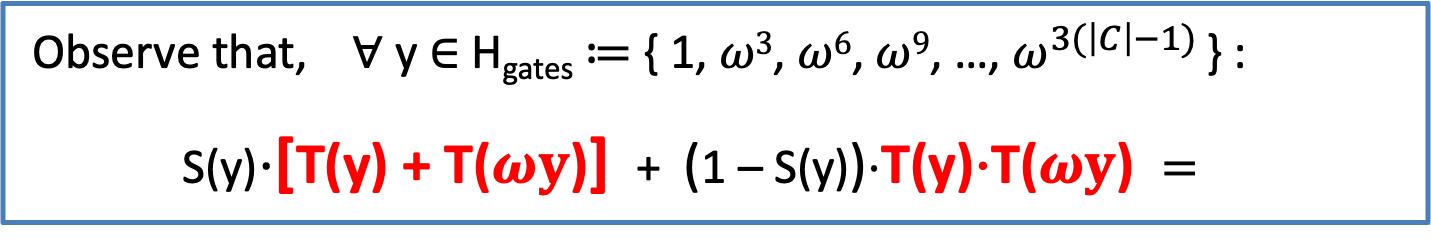 Observe that, ∀ y ∈ H_gates ≔ { 1, ω³, ω⁶, ω⁹, ..., ω^{3(|C|−1)} } :
S(y)·[T(y) + T(ωy)] + (1 – S(y))·T(y)·T(ωy) =